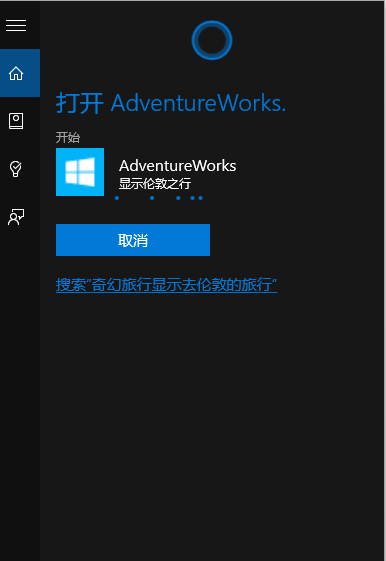 打开 AdventureWorks.
开始
AdventureWorks
显示伦敦之行
取消
搜索"奇幻旅行显示去伦敦的旅行"